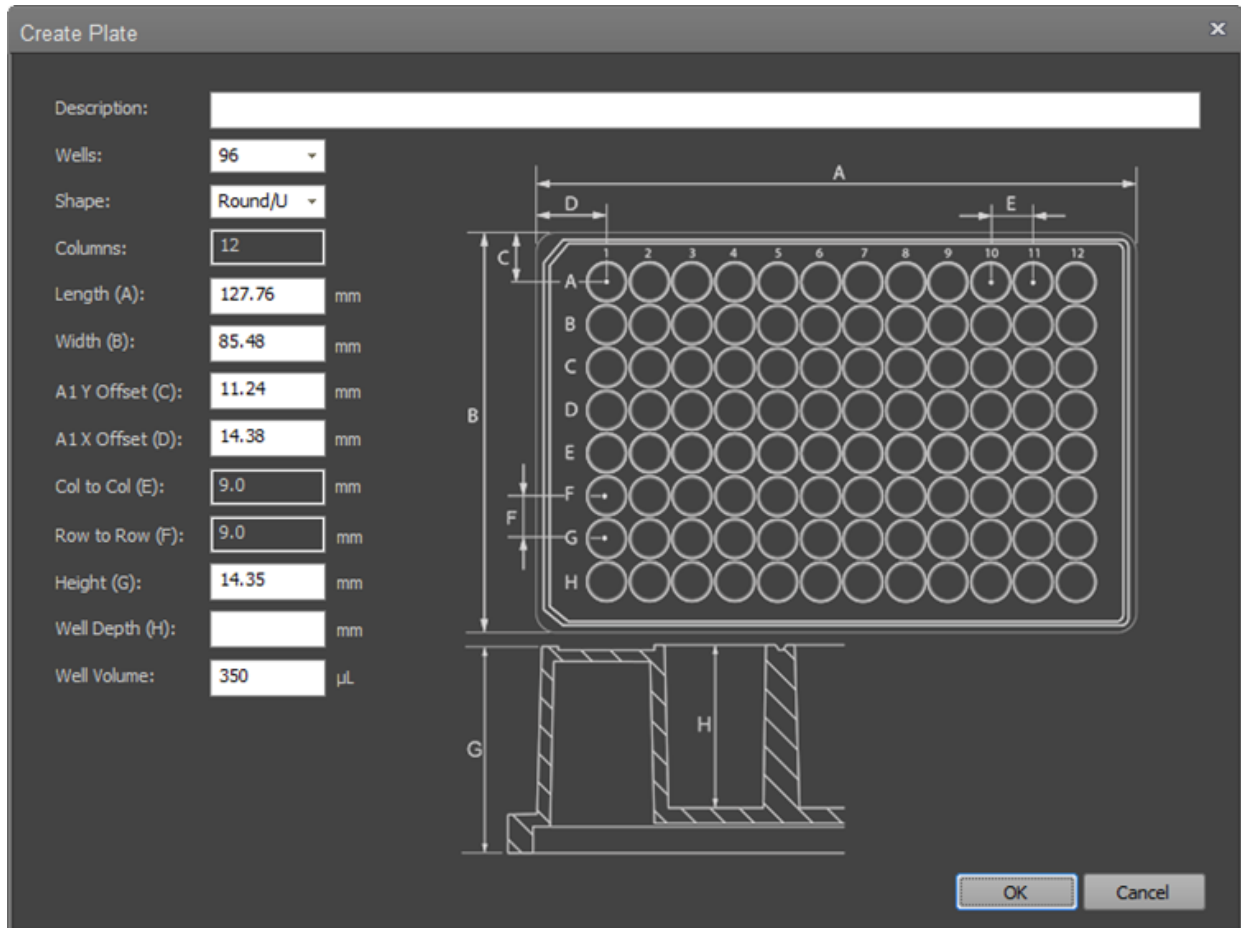 Create Plate
x
Description:
Wells: 96
Shape: Round/U
Columns: 12
Length (A): 127.76 mm
Width (B): 85.48 mm
A1 Y Offset (C): 11.24 mm
A1 X Offset (D): 14.38 mm
Col to Col (E): 9.0 mm
Row to Row (F): 9.0 mm
Height (G): 14.35 mm
Well Depth (H): mm
Well Volume: 350 µL
A
D E
C
1 2 3 4 5 6 7 8 9 10 11 12
A
B
C
D
B
E
F
F
G
H
H
G
OK Cancel